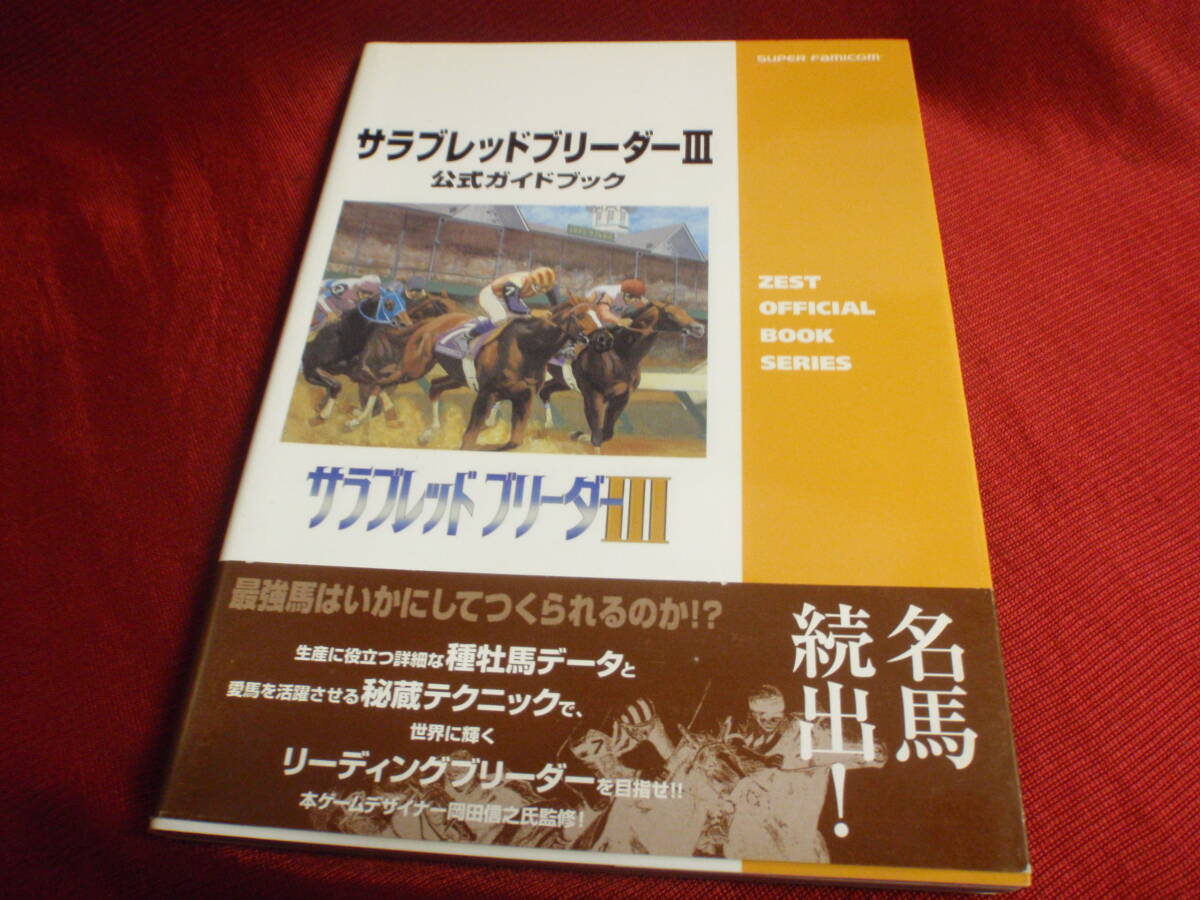 SUPER FAMICOM
サラブレッドブリーダーIII
公式ガイドブック
ZEST
OFFICIAL
BOOK
SERIES
サラブレッド ブリーダーIII
最強馬はいかにしてつくられるのか!?
生産に役立つ詳細な種牡馬データと
愛馬を活躍させる秘蔵テクニックで、
世界に輝く
リーディングブリーダーを目指せ!!
本ゲームデザイナー岡田信之氏監修!
名馬
続出!